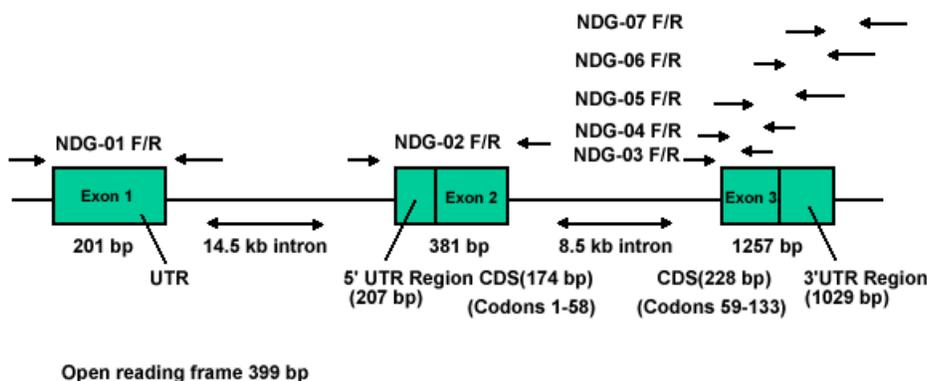 NDG-07 F/R
NDG-06 F/R
NDG-05 F/R
NDG-04 F/R
NDG-03 F/R
NDG-01 F/R
NDG-02 F/R
Exon 1
Exon 2
Exon 3
201 bp
14.5 kb intron
381 bp
8.5 kb intron
1257 bp
UTR
5' UTR Region
(207 bp)
CDS(174 bp)
(Codons 1-58)
CDS(228 bp)
(Codons 59-133)
3'UTR Region
(1029 bp)
Open reading frame 399 bp